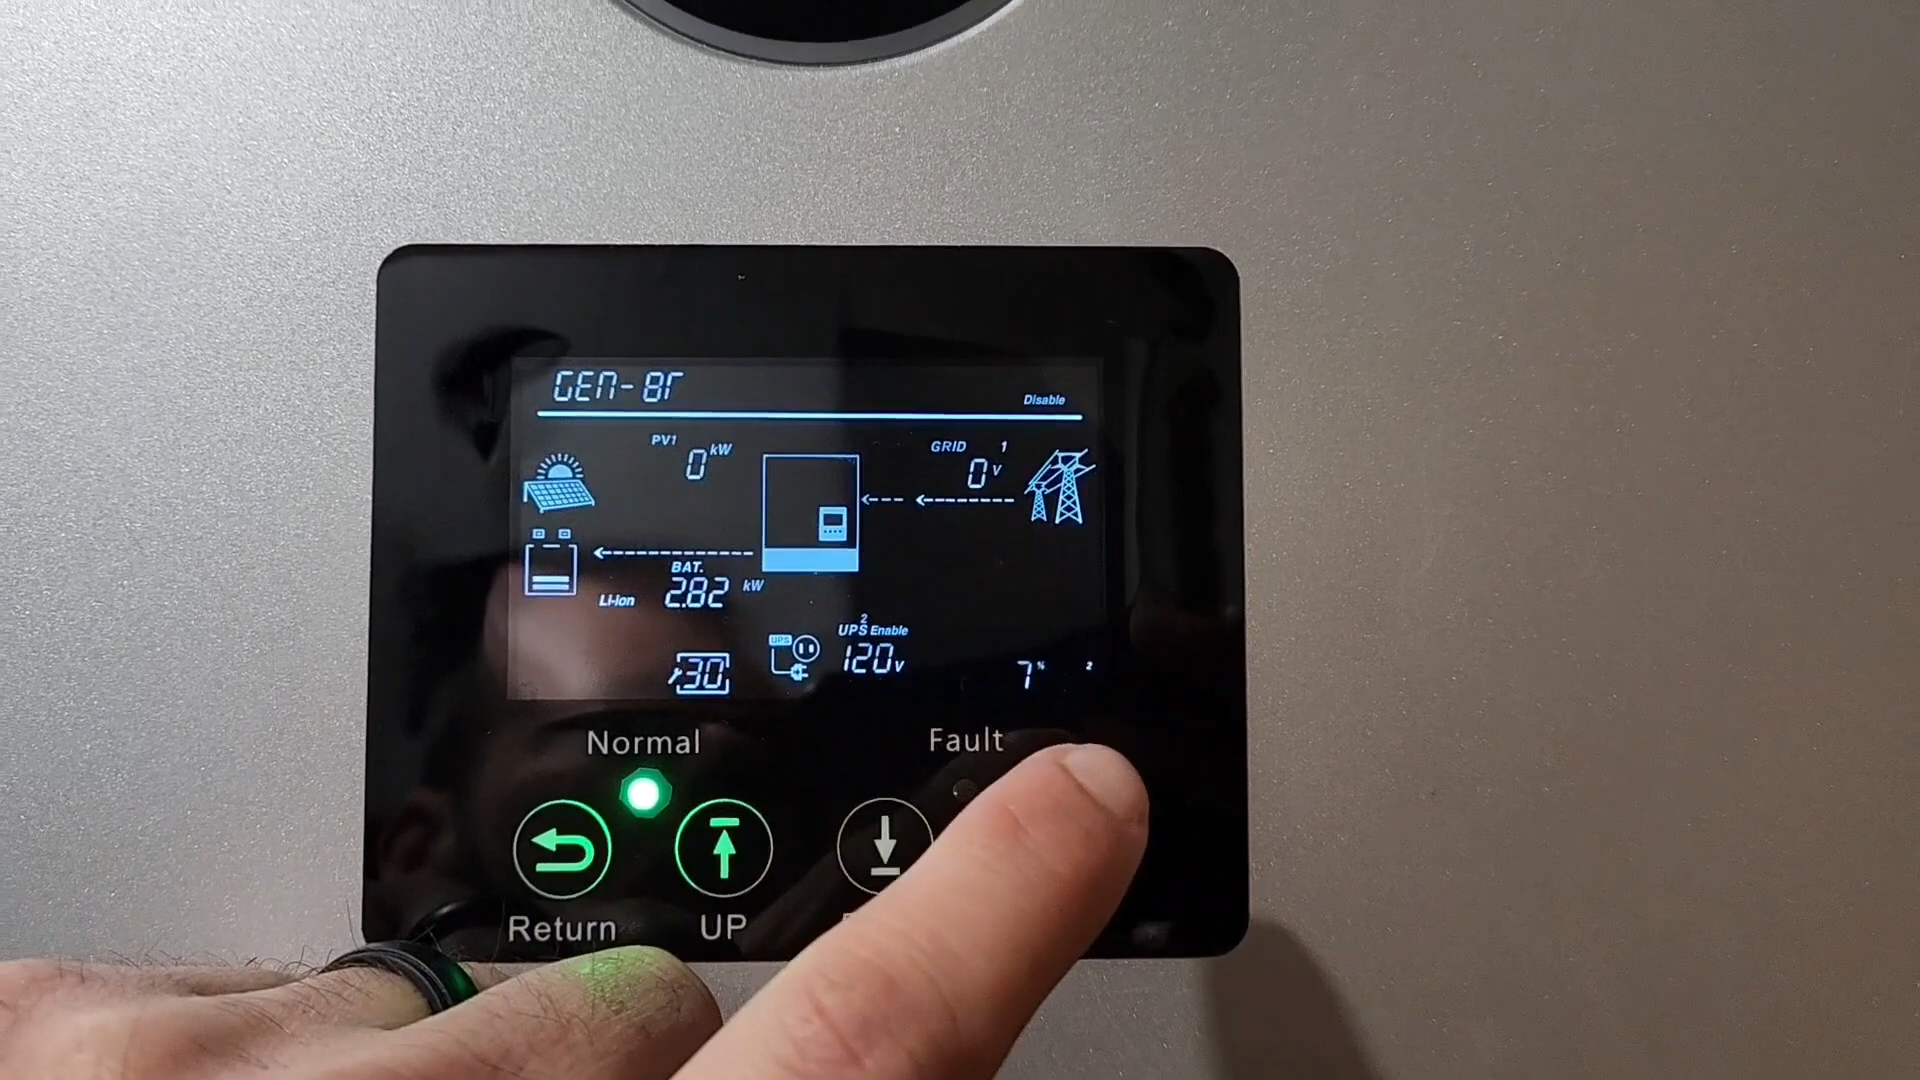 GEN-BT
Disable
PV1
0 kW
GRID 1
0 V
BAT.
Li-ion 2.82 kW
2
UPS Enable
UPS
120 V
30
7 % 2
Normal
Fault
Return
UP